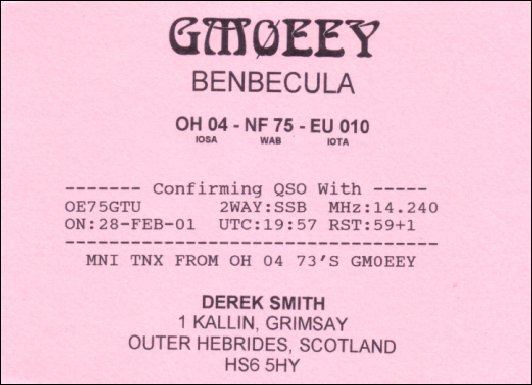 GMØEEY
BENBECULA
OH 04 - NF 75 - EU 010
IOSA WAB IOTA
------- Confirming QSO With -----
OE75GTU 2WAY:SSB MHz:14.240
ON:28-FEB-01 UTC:19:57 RST:59+1
----------------------------------
MNI TNX FROM OH 04 73'S GM0EEY
DEREK SMITH
1 KALLIN, GRIMSAY
OUTER HEBRIDES, SCOTLAND
HS6 5HY